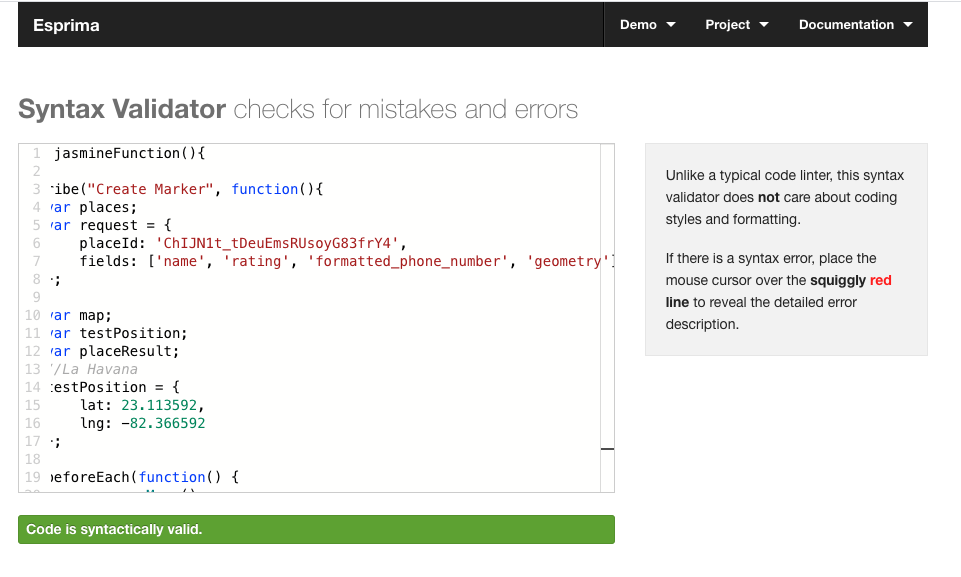 Esprima
Demo
Project
Documentation
Syntax Validator checks for mistakes and errors
1 jasmineFunction(){
2
3 ribe("Create Marker", function(){
4 var places;
5 var request = {
6 placeId: 'ChIJN1t_tDeuEmsRUsoyG83frY4',
7 fields: ['name', 'rating', 'formatted_phone_number', 'geometry']
8 };
9
10 var map;
11 var testPosition;
12 var placeResult;
13 //La Havana
14 testPosition = {
15 lat: 23.113592,
16 lng: -82.366592
17 };
18
19 beforeEach(function() {
Code is syntactically valid.
Unlike a typical code linter, this syntax
validator does not care about coding
styles and formatting.
If there is a syntax error, place the
mouse cursor over the squiggly red
line to reveal the detailed error
description.